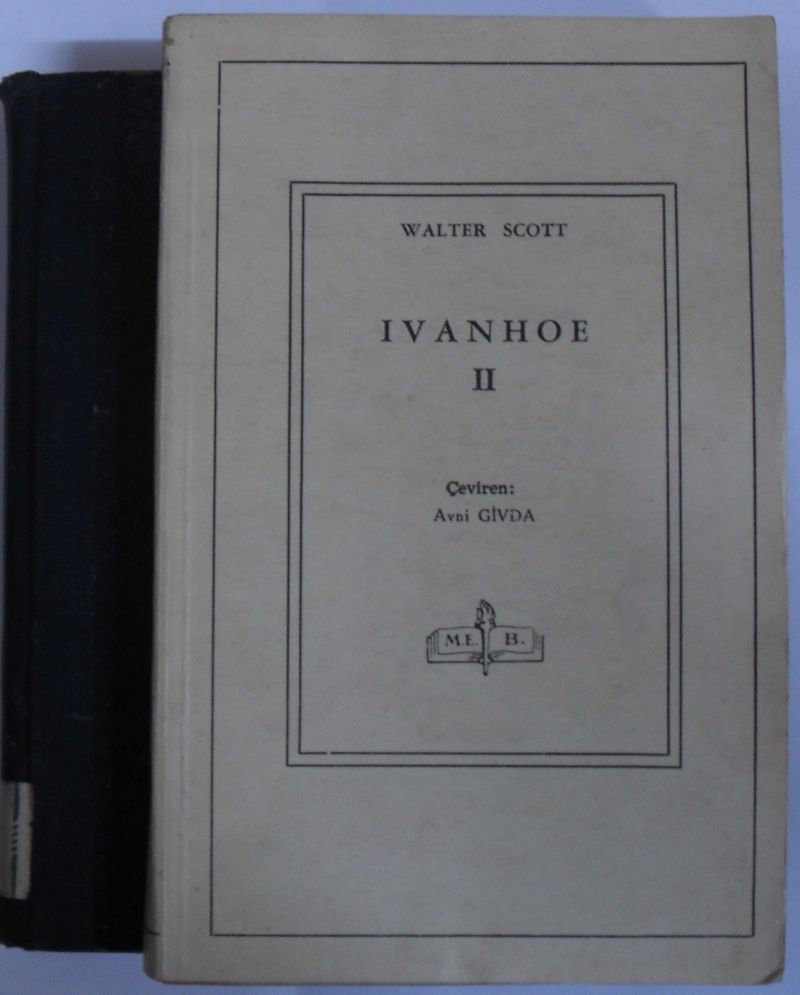 WALTER SCOTT
IVANHOE
II
Çeviren:
Avni GİVDA
M.E. B.